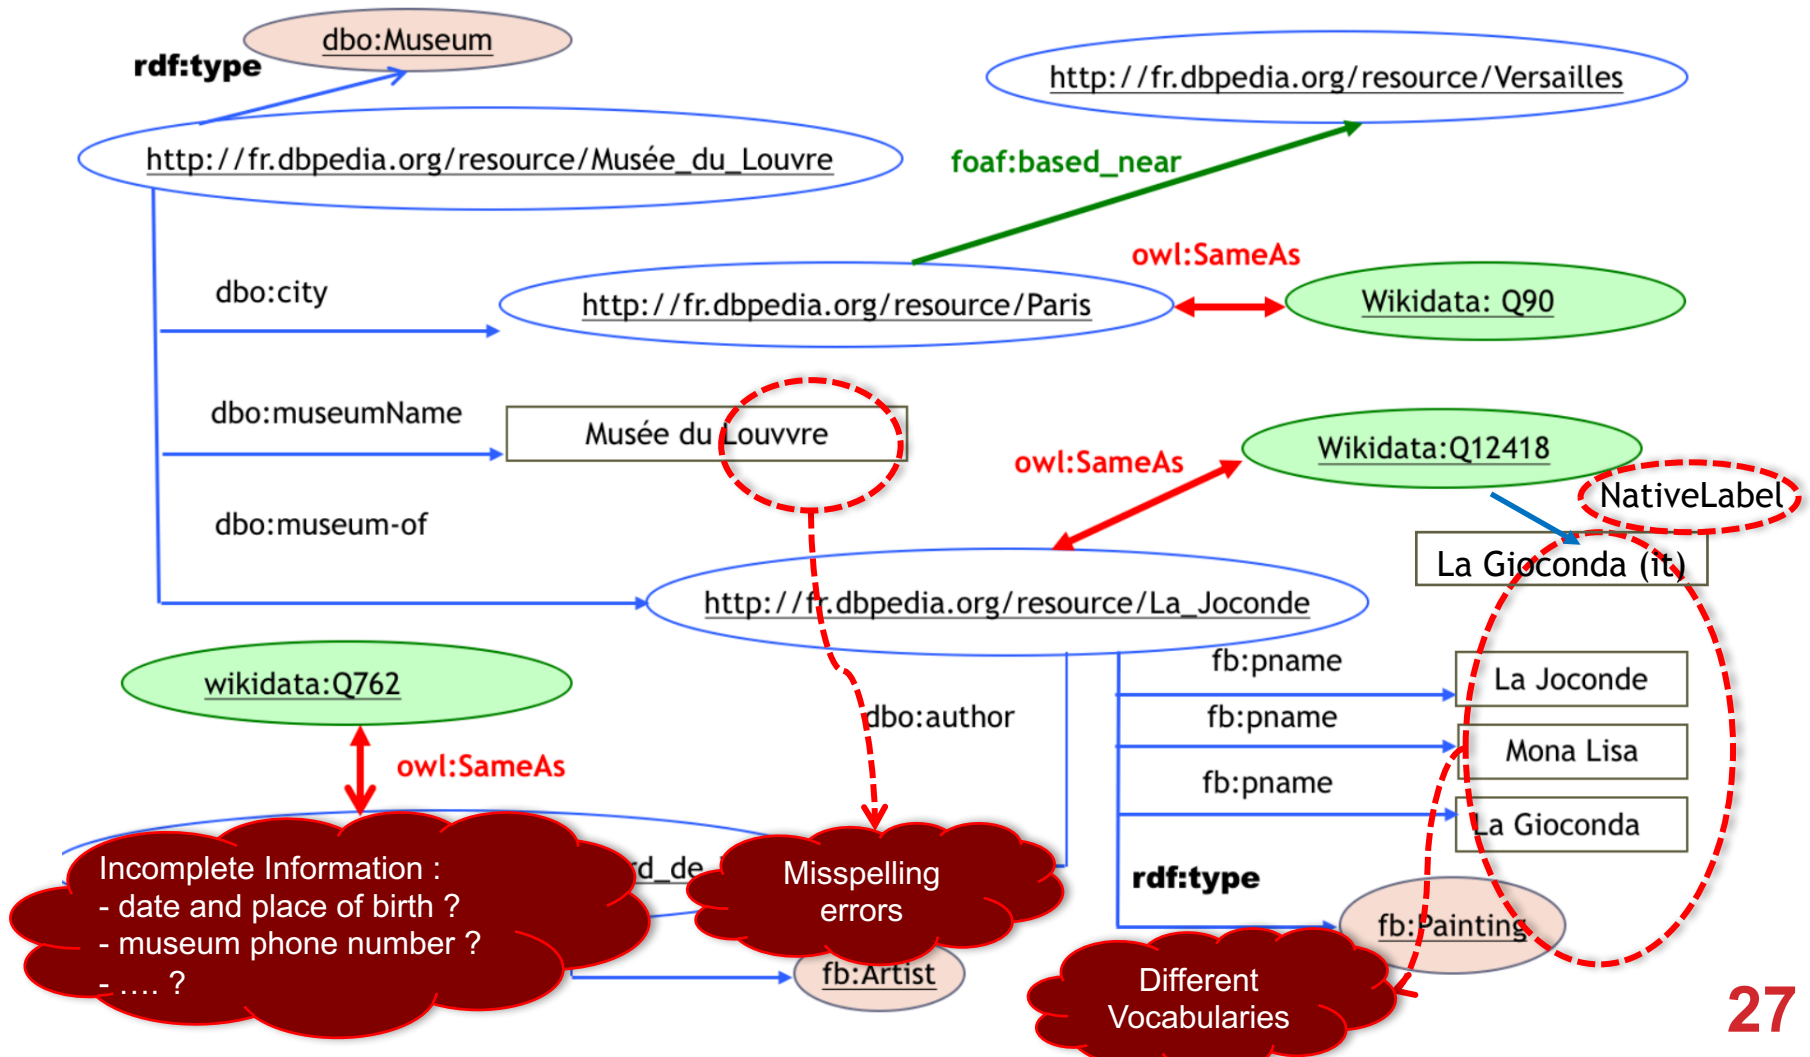 dbo:Museum
rdf:type
http://fr.dbpedia.org/resource/Versailles
http://fr.dbpedia.org/resource/Musée_du_Louvre
foaf:based_near
owl:SameAs
dbo:city
http://fr.dbpedia.org/resource/Paris
Wikidata: Q90
dbo:museumName
Musée du Louvvre
owl:SameAs
Wikidata:Q12418
NativeLabel
dbo:museum-of
La Gioconda (it)
http://fr.dbpedia.org/resource/La_Joconde
fb:pname
La Joconde
wikidata:Q762
dbo:author
fb:pname
Mona Lisa
owl:SameAs
fb:pname
La Gioconda
Incomplete Information :
- date and place of birth ?
- museum phone number ?
- …. ?
rd_de
Misspelling
errors
rdf:type
fb:Painting
fb:Artist
Different
Vocabularies
27